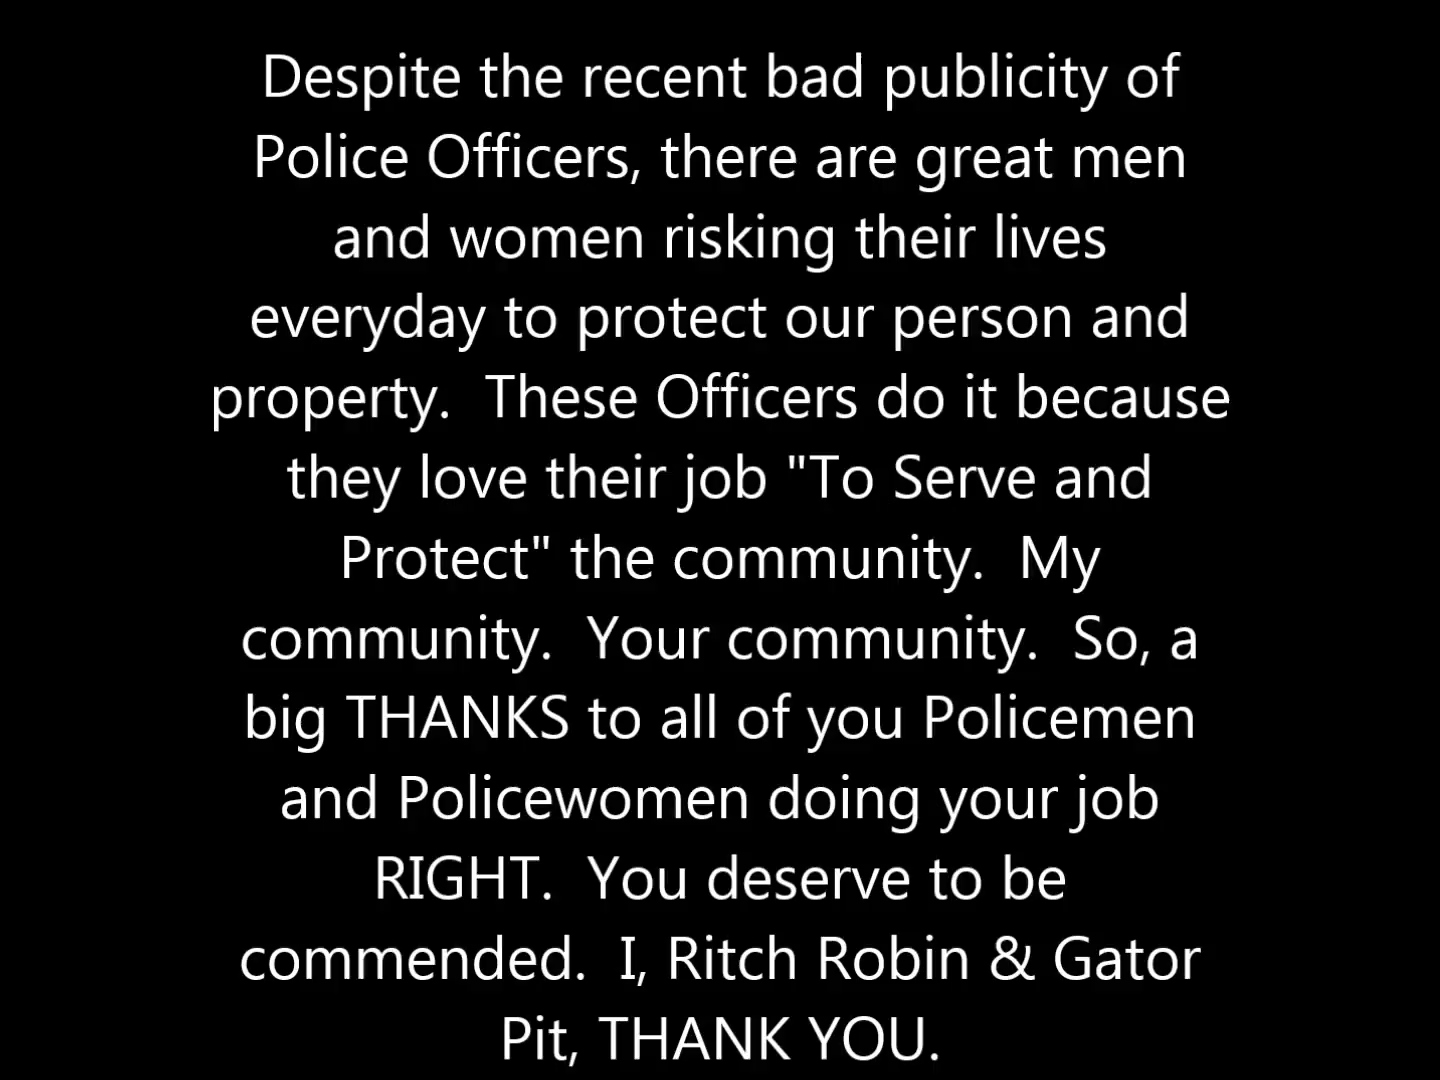 Despite the recent bad publicity of
Police Officers, there are great men
and women risking their lives
everyday to protect our person and
property.  These Officers do it because
they love their job "To Serve and
Protect" the community.  My
community.  Your community.  So, a
big THANKS to all of you Policemen
and Policewomen doing your job
RIGHT.  You deserve to be
commended.  I, Ritch Robin & Gator
Pit, THANK YOU.